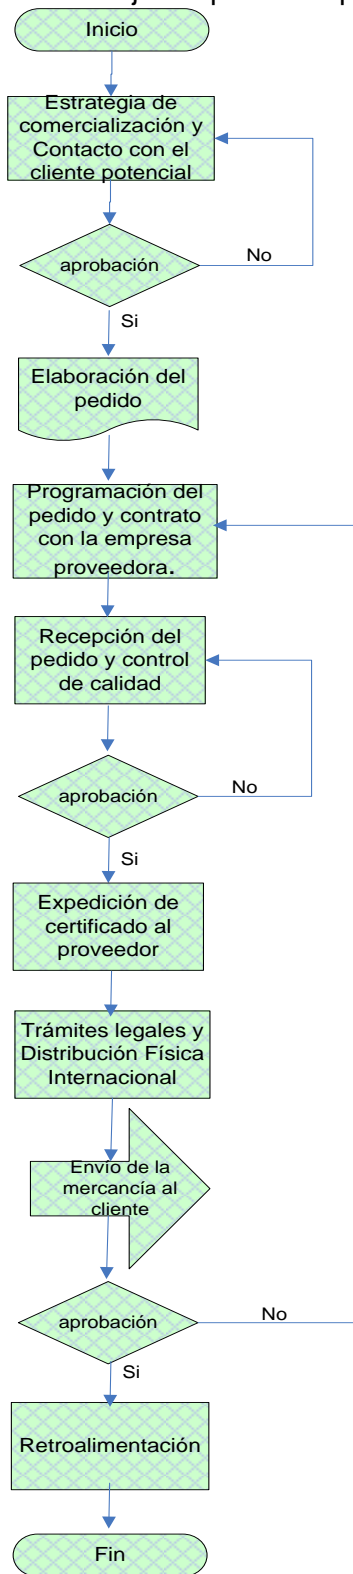 Inicio
Estrategia de
comercialización y
Contacto con el
cliente potencial
aprobación
No
Si
Elaboración del
pedido
Programación del
pedido y contrato
con la empresa
proveedora.
Recepción del
pedido y control
de calidad
aprobación
No
Si
Expedición de
certificado al
proveedor
Trámites legales y
Distribución Física
Internacional
Envío de la
mercancía al
cliente
aprobación
No
Si
Retroalimentación
Fin